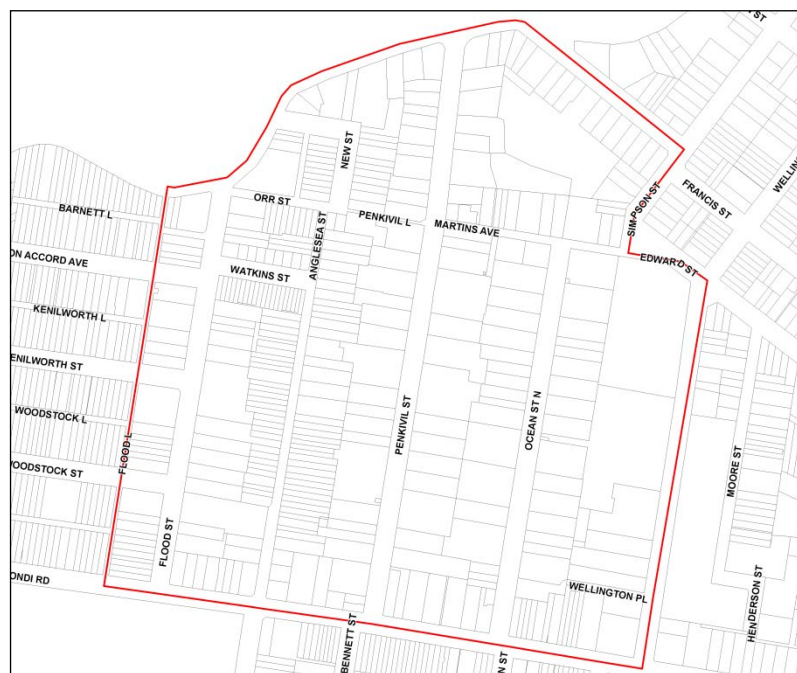 ST
NEW ST
WELLIN
FRANCIS ST
SIMPSON ST
BARNETT L
ORR ST
PENKIVIL L
MARTINS AVE
ANGLESEA ST
ON ACCORD AVE
WATKINS ST
EDWARD ST
KENILWORTH L
ENILWORTH ST
WOODSTOCK L
PENKIVIL ST
OCEAN ST N
FLOOD L
MOORE ST
WOODSTOCK ST
FLOOD ST
ONDI RD
WELLINGTON PL
HENDERSON ST
BENNETT ST
N ST